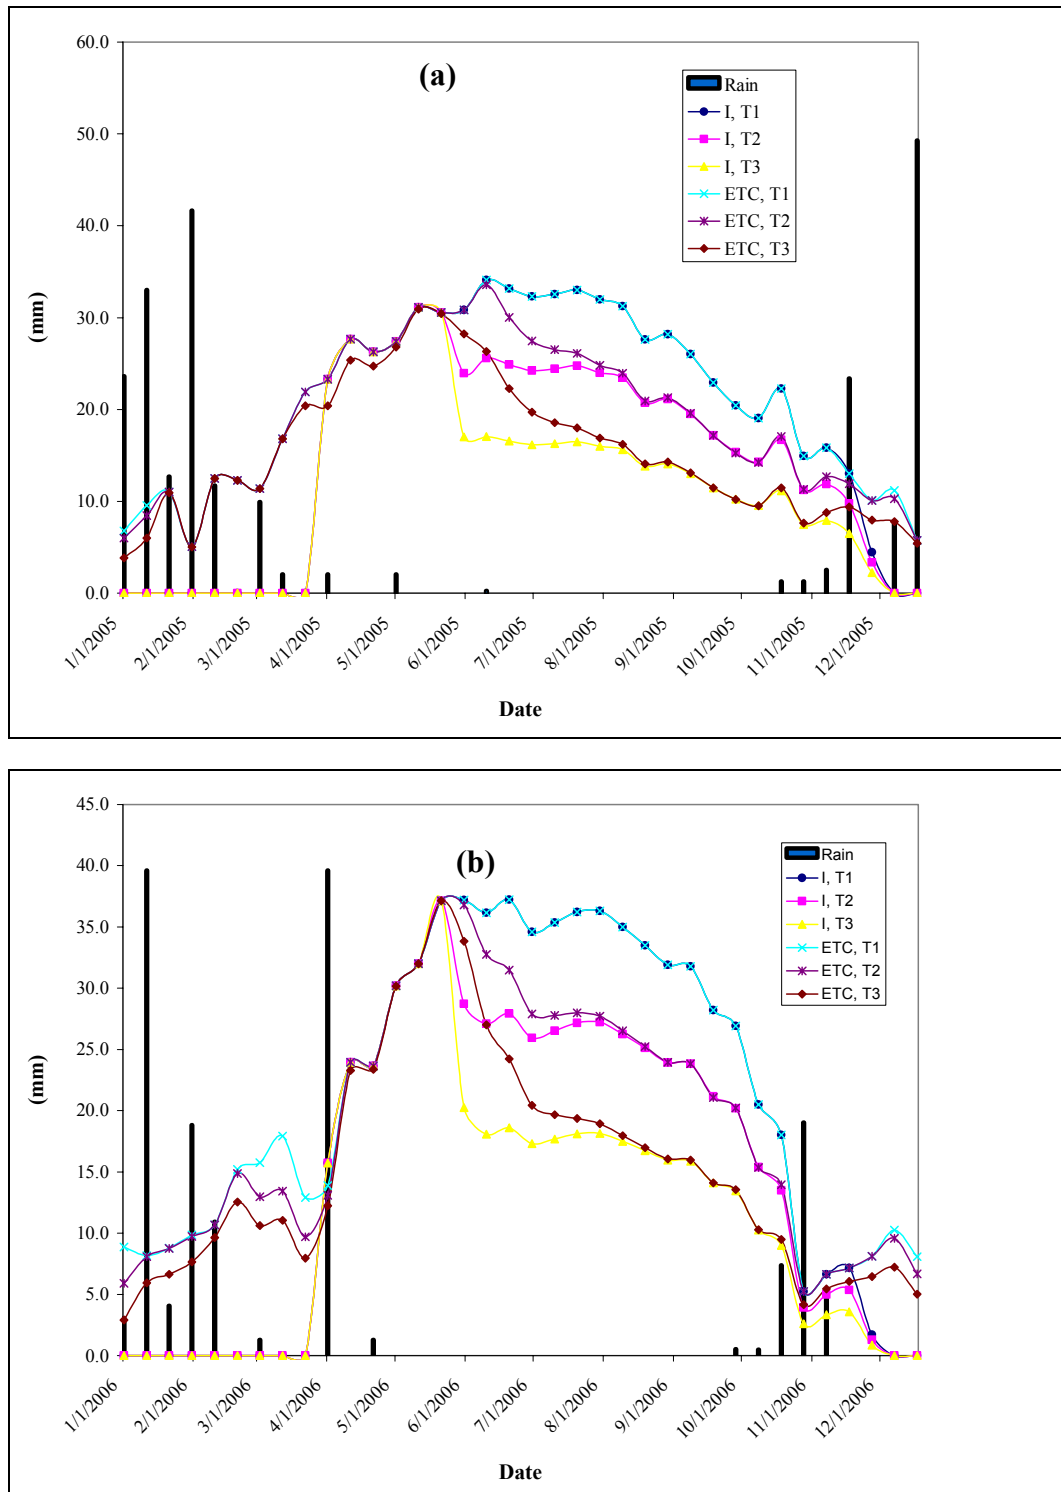 60.0
(a)
Rain
I, T1
50.0
I, T2
I, T3
ETC, T1
40.0
ETC, T2
ETC, T3
(mm)
30.0
20.0
10.0
0.0
1/1/2005
2/1/2005
3/1/2005
4/1/2005
5/1/2005
6/1/2005
7/1/2005
8/1/2005
9/1/2005
10/1/2005
11/1/2005
12/1/2005
Date
45.0
(b)
Rain
40.0
I, T1
I, T2
I, T3
35.0
ETC, T1
ETC, T2
ETC, T3
30.0
25.0
(mm)
20.0
15.0
10.0
5.0
0.0
1/1/2006
2/1/2006
3/1/2006
4/1/2006
5/1/2006
6/1/2006
7/1/2006
8/1/2006
9/1/2006
10/1/2006
11/1/2006
12/1/2006
Date